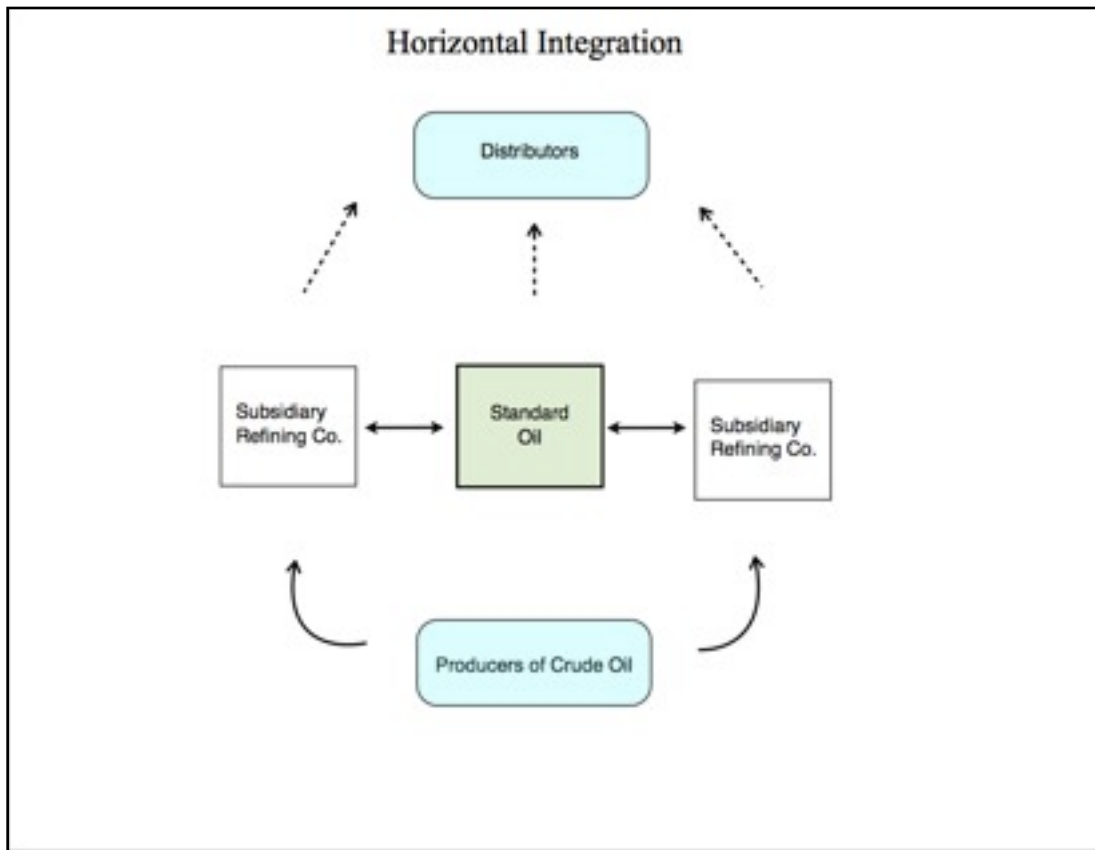 Horizontal Integration
Distributors
Subsidiary
Refining Co.
Standard
Oil
Subsidiary
Refining Co.
Producers of Crude Oil